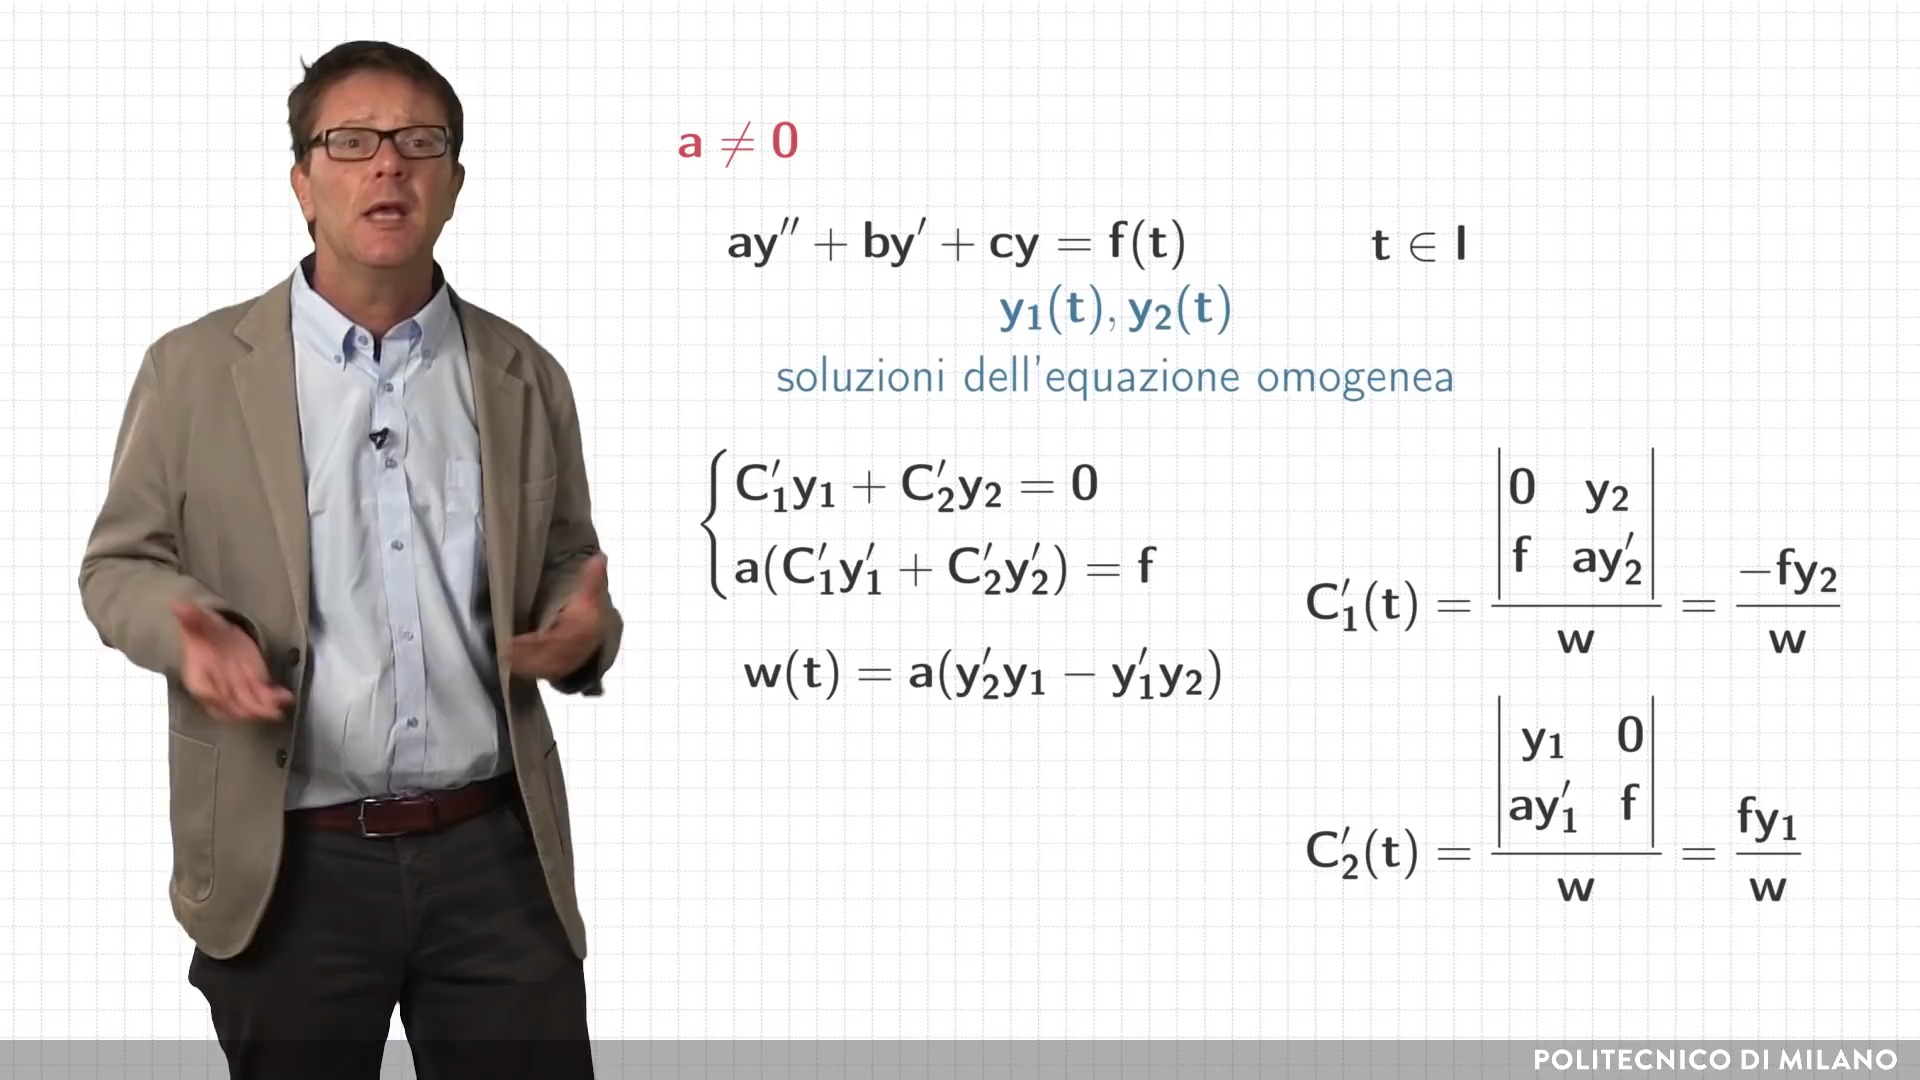 a ≠ 0
ay″ + by′ + cy = f(t) t ∈ I
y₁(t), y₂(t)
soluzioni dell'equazione omogenea
C′₁y₁ + C′₂y₂ = 0
a(C′₁y′₁ + C′₂y′₂) = f
w(t) = a(y′₂y₁ − y′₁y₂)
C′₁(t) = |0 y₂ f ay′₂| / w = −fy₂ / w
C′₂(t) = |y₁ 0 ay′₁ f| / w = fy₁ / w
POLITECNICO DI MILANO